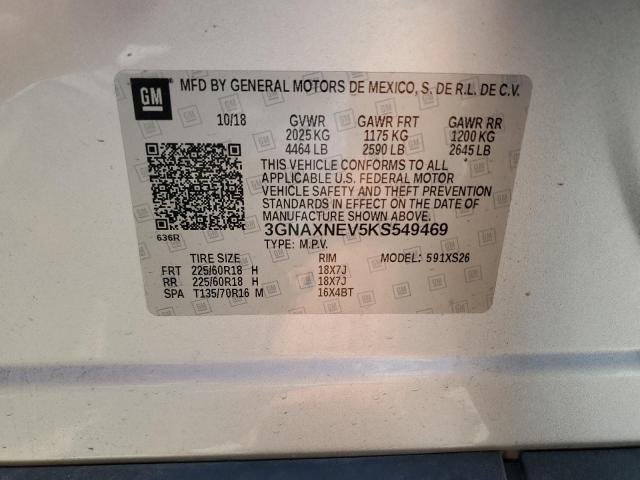 GM
MFD BY GENERAL MOTORS DE MEXICO, S. DE R.L. DE C.V.
10/18 GVWR GAWR FRT GAWR RR
2025 KG 1175 KG 1200 KG
4464 LB 2590 LB 2645 LB
THIS VEHICLE CONFORMS TO ALL
APPLICABLE U.S. FEDERAL MOTOR
VEHICLE SAFETY AND THEFT PREVENTION
STANDARDS IN EFFECT ON THE DATE OF
MANUFACTURE SHOWN ABOVE.
636R
3GNAXNEV5KS549469
TYPE: M.P.V.
TIRE SIZE RIM MODEL: 591XS26
FRT 225/60R18 H 18X7J
RR 225/60R18 H 18X7J
SPA T135/70R16 M 16X4BT